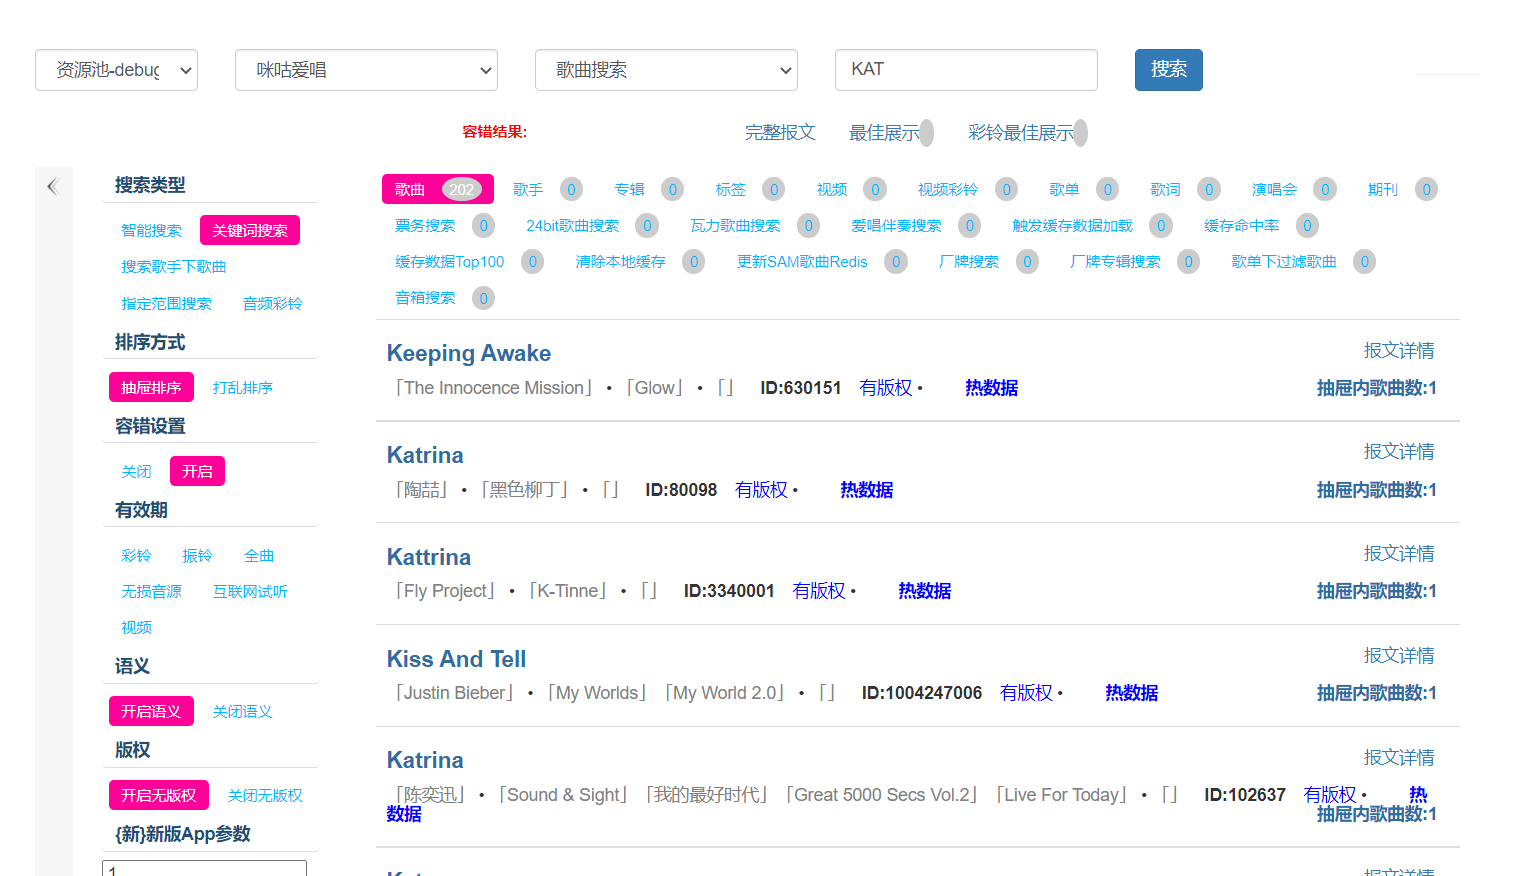 资源池-debug 咪咕爱唱 歌曲搜索 KAT 搜索
容错结果: 完整报文 最佳展示 彩铃最佳展示
搜索类型
智能搜索 关键词搜索
搜索歌手下歌曲
指定范围搜索 音频彩铃
排序方式
抽屉排序 打乱排序
容错设置
关闭 开启
有效期
彩铃 振铃 全曲
无损音源 互联网试听
视频
语义
开启语义 关闭语义
版权
开启无版权 关闭无版权
{新}新版App参数
1
歌曲 202 歌手 0 专辑 0 标签 0 视频 0 视频彩铃 0 歌单 0 歌词 0 演唱会 0 期刊 0
票务搜索 0 24bit歌曲搜索 0 瓦力歌曲搜索 0 爱唱伴奏搜索 0 触发缓存数据加载 0 缓存命中率 0
缓存数据Top100 0 清除本地缓存 0 更新SAM歌曲Redis 0 厂牌搜索 0 厂牌专辑搜索 0 歌单下过滤歌曲 0
音箱搜索 0
Keeping Awake 报文详情
「The Innocence Mission」 • 「Glow」 • 「」 ID:630151 有版权 • 热数据 抽屉内歌曲数:1
Katrina 报文详情
「陶喆」 • 「黑色柳丁」 • 「」 ID:80098 有版权 • 热数据 抽屉内歌曲数:1
Kattrina 报文详情
「Fly Project」 • 「K-Tinne」 • 「」 ID:3340001 有版权 • 热数据 抽屉内歌曲数:1
Kiss And Tell 报文详情
「Justin Bieber」 • 「My Worlds」 「My World 2.0」 • 「」 ID:1004247006 有版权 • 热数据 抽屉内歌曲数:1
Katrina 报文详情
「陈奕迅」 • 「Sound & Sight」 「我的最好时代」 「Great 5000 Secs Vol.2」 「Live For Today」 • 「」 ID:102637 有版权 • 热
数据 抽屉内歌曲数:1